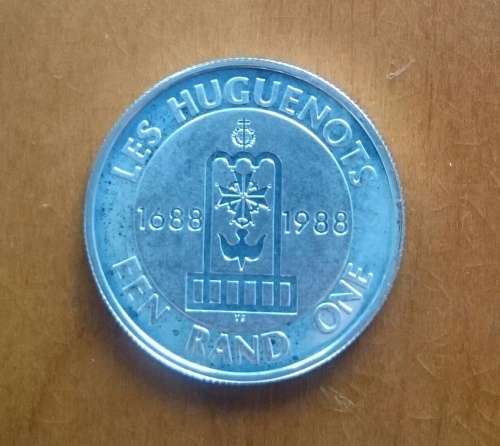 LES HUGUENOTS
1688 1988
EEN RAND ONE